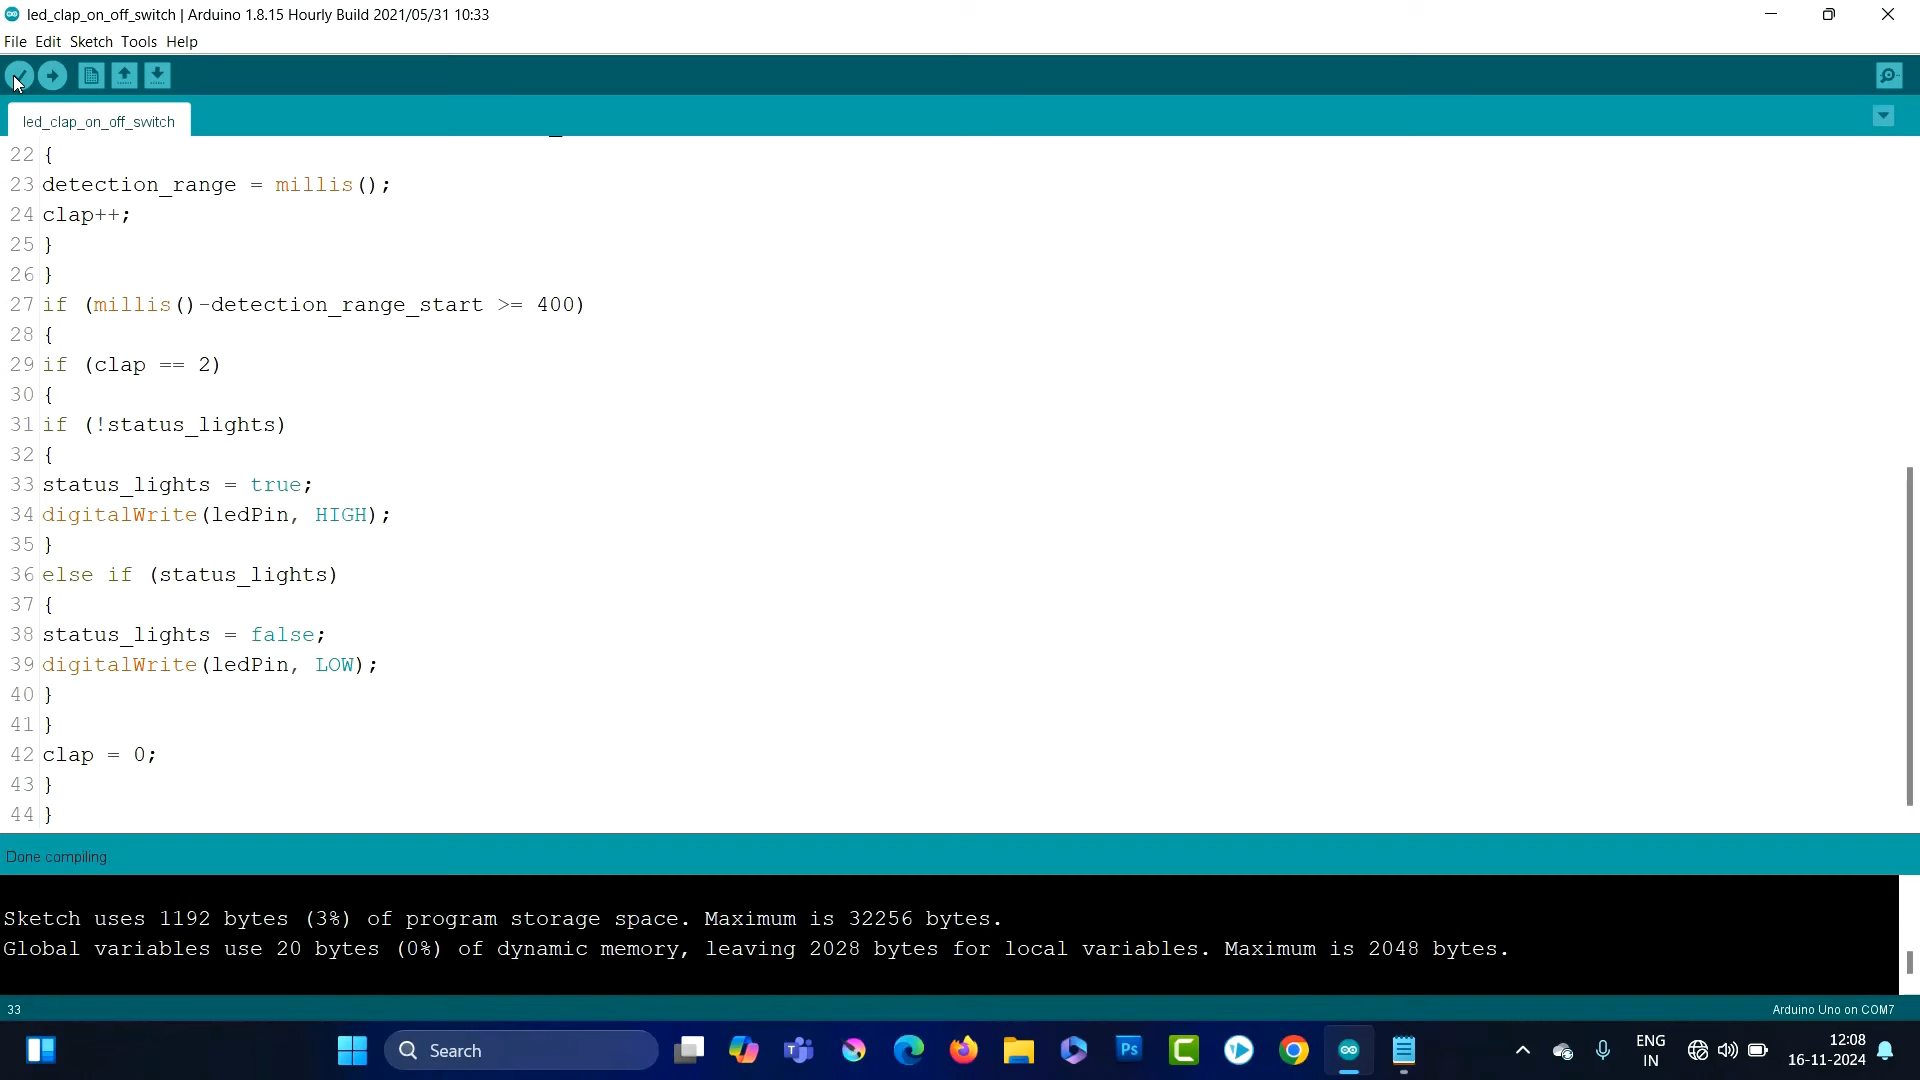 led_clap_on_off_switch | Arduino 1.8.15 Hourly Build 2021/05/31 10:33
File Edit Sketch Tools Help
led_clap_on_off_switch
22 {
23 detection_range = millis();
24 clap++;
25 }
26 }
27 if (millis()-detection_range_start >= 400)
28 {
29 if (clap == 2)
30 {
31 if (!status_lights)
32 {
33 status_lights = true;
34 digitalWrite(ledPin, HIGH);
35 }
36 else if (status_lights)
37 {
38 status_lights = false;
39 digitalWrite(ledPin, LOW);
40 }
41 }
42 clap = 0;
43 }
44 }
Done compiling.
Sketch uses 1192 bytes (3%) of program storage space. Maximum is 32256 bytes.
Global variables use 20 bytes (0%) of dynamic memory, leaving 2028 bytes for local variables. Maximum is 2048 bytes.
33
Arduino Uno on COM7
Search
Ps
ENG
IN
12:08
16-11-2024